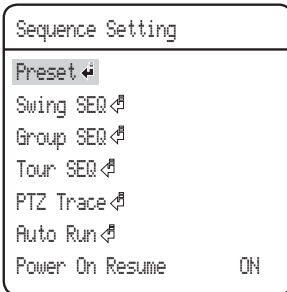 Sequence Setting
Preset
Swing SEQ
Group SEQ
Tour SEQ
PTZ Trace
Auto Run
Power On Resume ON